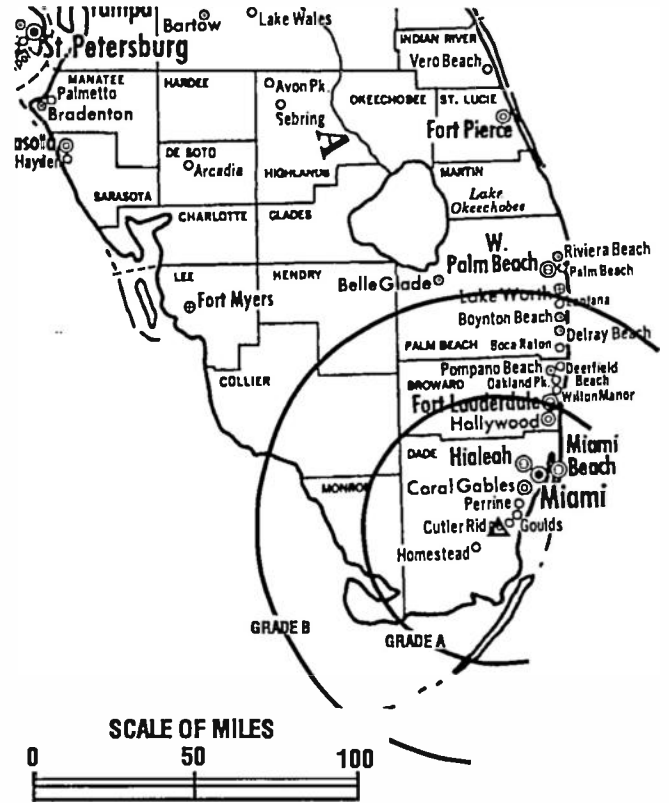 Tampa
Bartow
Lake Wales
St. Petersburg
INDIAN RIVER
Vero Beach
MANATEE
HARDEE
Avon Pk.
OKEECHOBEE
ST. LUCIE
Palmetto
Bradenton
Sebring
Fort Pierce
asota
Hayden
DE SOTO
Arcadia
HIGHLANDS
MARTIN
SARASOTA
CHARLOTTE
GLADES
Lake
Okeechobee
W.
Palm Beach
Riviera Beach
Palm Beach
LEE
HENDRY
Belle Glade
Fort Myers
Lake Worth
Lantana
Boynton Beach
Delray Beach
PALM BEACH
Boca Raton
COLLIER
Pompano Beach
Deerfield
Beach
BROWARD
Oakland Pk.
Wilton Manor
Fort Lauderdale
Hollywood
DADE
Hialeah
Miami
Beach
MONROE
Coral Gables
Miami
Perrine
Cutler Ridge
Goulds
Homestead
GRADE B
GRADE A
SCALE OF MILES
0 50 100